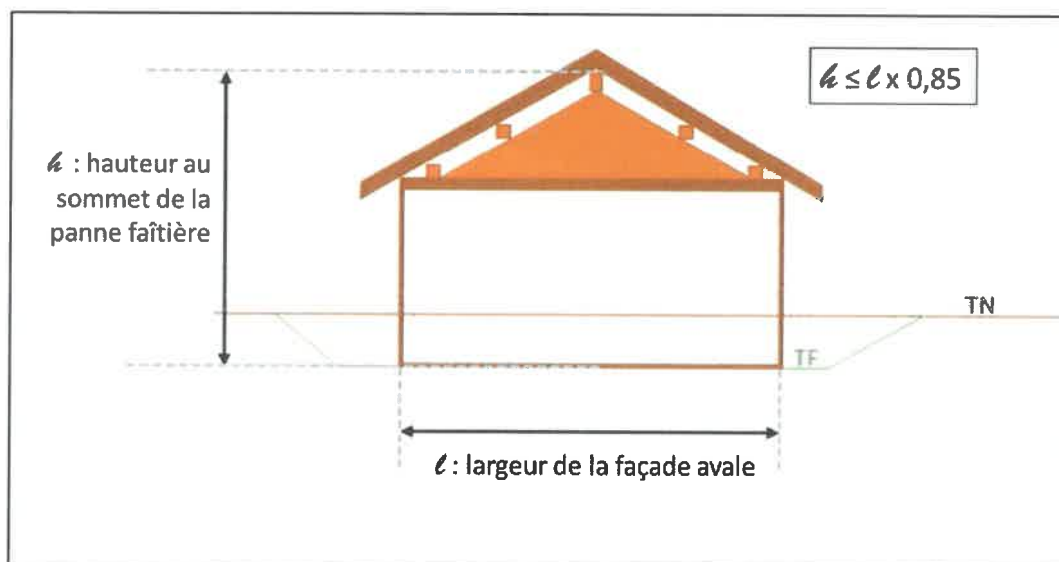 h ≤ l x 0,85
h : hauteur au
sommet de la
panne faîtière
TN
TF
l : largeur de la façade avale